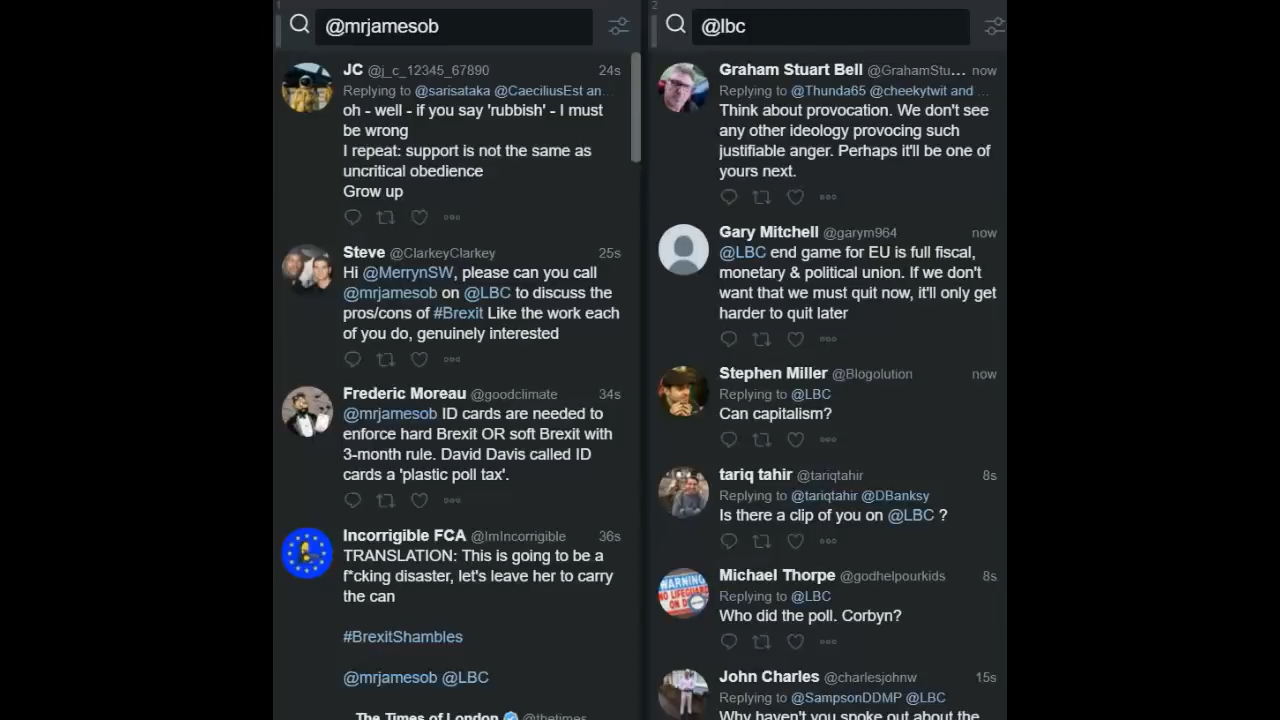 1
@mrjamesob
JC @j_c_12345_67890 24s
Replying to @sarisataka @CaeciliusEst an...
oh - well - if you say 'rubbish' - I must
be wrong
I repeat: support is not the same as
uncritical obedience
Grow up
Steve @ClarkeyClarkey 25s
Hi @MerrynSW, please can you call
@mrjamesob on @LBC to discuss the
pros/cons of #Brexit Like the work each
of you do, genuinely interested
Frederic Moreau @goodclimate 34s
@mrjamesob ID cards are needed to
enforce hard Brexit OR soft Brexit with
3-month rule. David Davis called ID
cards a 'plastic poll tax'.
Incorrigible FCA @ImIncorrigible 36s
TRANSLATION: This is going to be a
f*cking disaster, let's leave her to carry
the can
#BrexitShambles
@mrjamesob @LBC
The Times of London @thetimes
2
@lbc
Graham Stuart Bell @GrahamStu... now
Replying to @Thunda65 @cheekytwit and ...
Think about provocation. We don't see
any other ideology provocing such
justifiable anger. Perhaps it'll be one of
yours next.
Gary Mitchell @garym964 now
@LBC end game for EU is full fiscal,
monetary & political union. If we don't
want that we must quit now, it'll only get
harder to quit later
Stephen Miller @Blogolution now
Replying to @LBC
Can capitalism?
tariq tahir @tariqtahir 8s
Replying to @tariqtahir @DBanksy
Is there a clip of you on @LBC ?
WARNING
NO LIFEGUARD
ON D
Michael Thorpe @godhelpourkids 8s
Replying to @LBC
Who did the poll. Corbyn?
John Charles @charlesjohnw 15s
Replying to @SampsonDDMP @LBC
Why haven't you spoke out about the